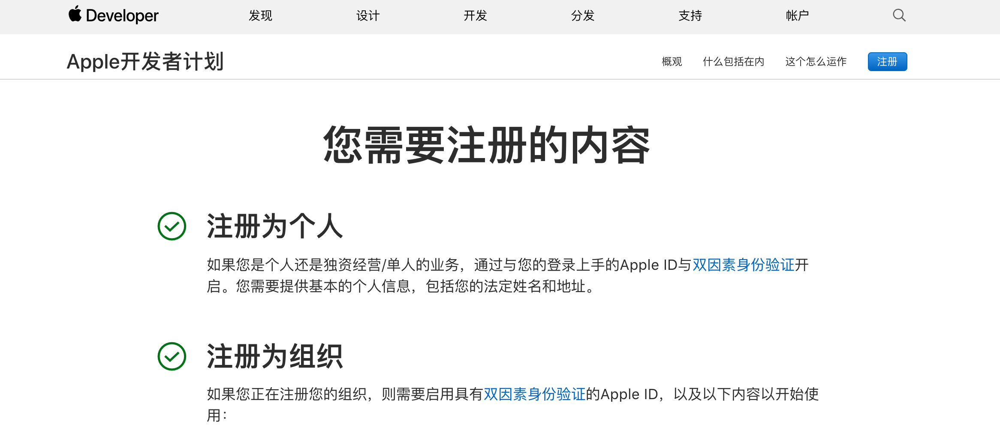 Developer 发现 设计 开发 分发 支持 帐户
Apple开发者计划 概观 什么包括在内 这个怎么运作 注册
您需要注册的内容
注册为个人
如果您是个人还是独资经营/单人的业务，通过与您的登录上手的Apple ID与双因素身份验证开
启。您需要提供基本的个人信息，包括您的法定姓名和地址。
注册为组织
如果您正在注册您的组织，则需要启用具有双因素身份验证的Apple ID，以及以下内容以开始使
用：